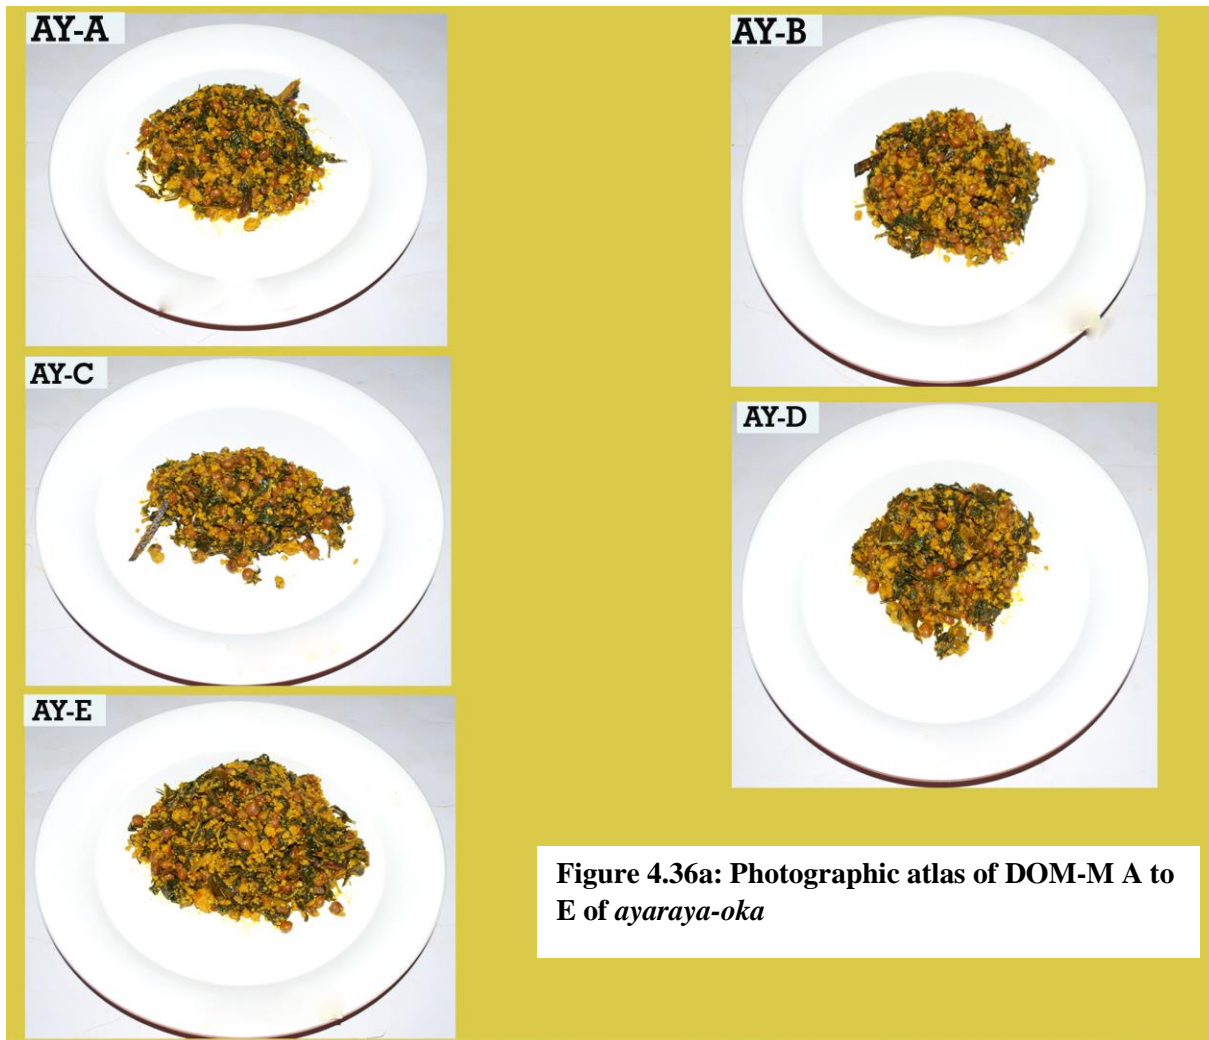 AY-A
AY-B
AY-C
AY-D
AY-E
Figure 4.36a: Photographic atlas of DOM-M A to
E of ayaraya-oka